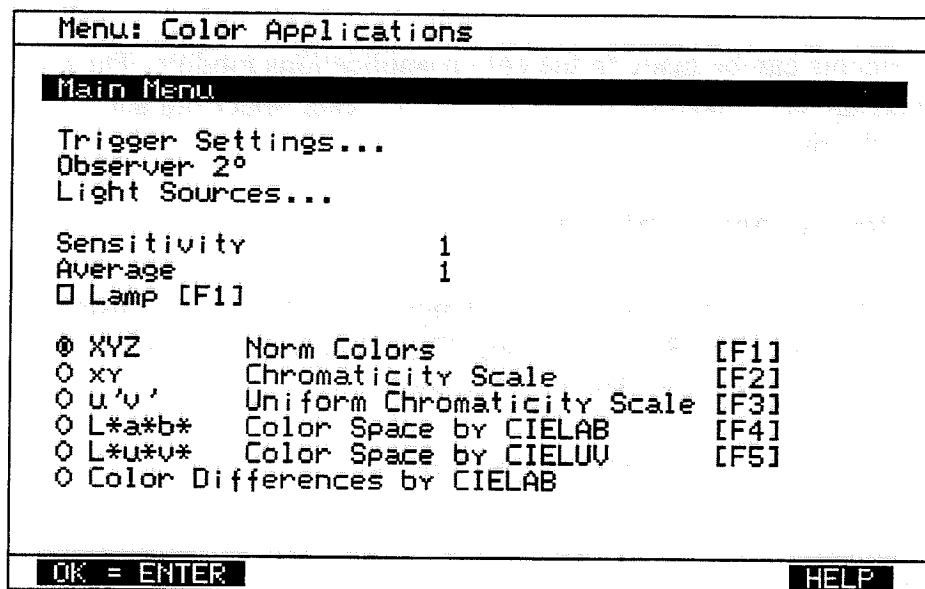 Menu: Color Applications
Main Menu
Trigger Settings...
Observer 2°
Light Sources...
Sensitivity 1
Average 1
Lamp [F1]
XYZ Norm Colors [F1]
xy Chromaticity Scale [F2]
u'v' Uniform Chromaticity Scale [F3]
L*a*b* Color Space by CIELAB [F4]
L*u*v* Color Space by CIELUV [F5]
Color Differences by CIELAB
OK = ENTER HELP